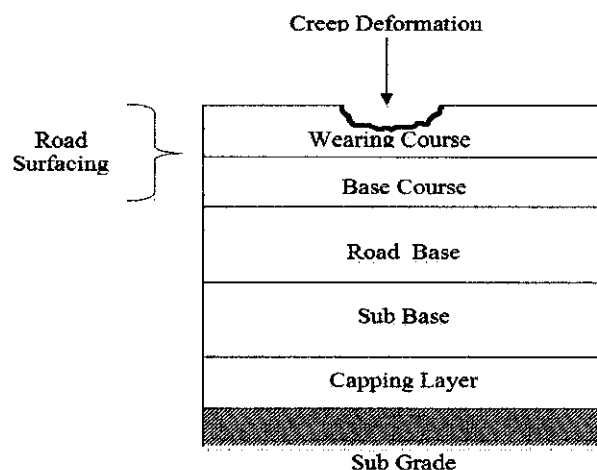 Creep Deformation
Road
Surfacing
Wearing Course
Base Course
Road Base
Sub Base
Capping Layer
Sub Grade